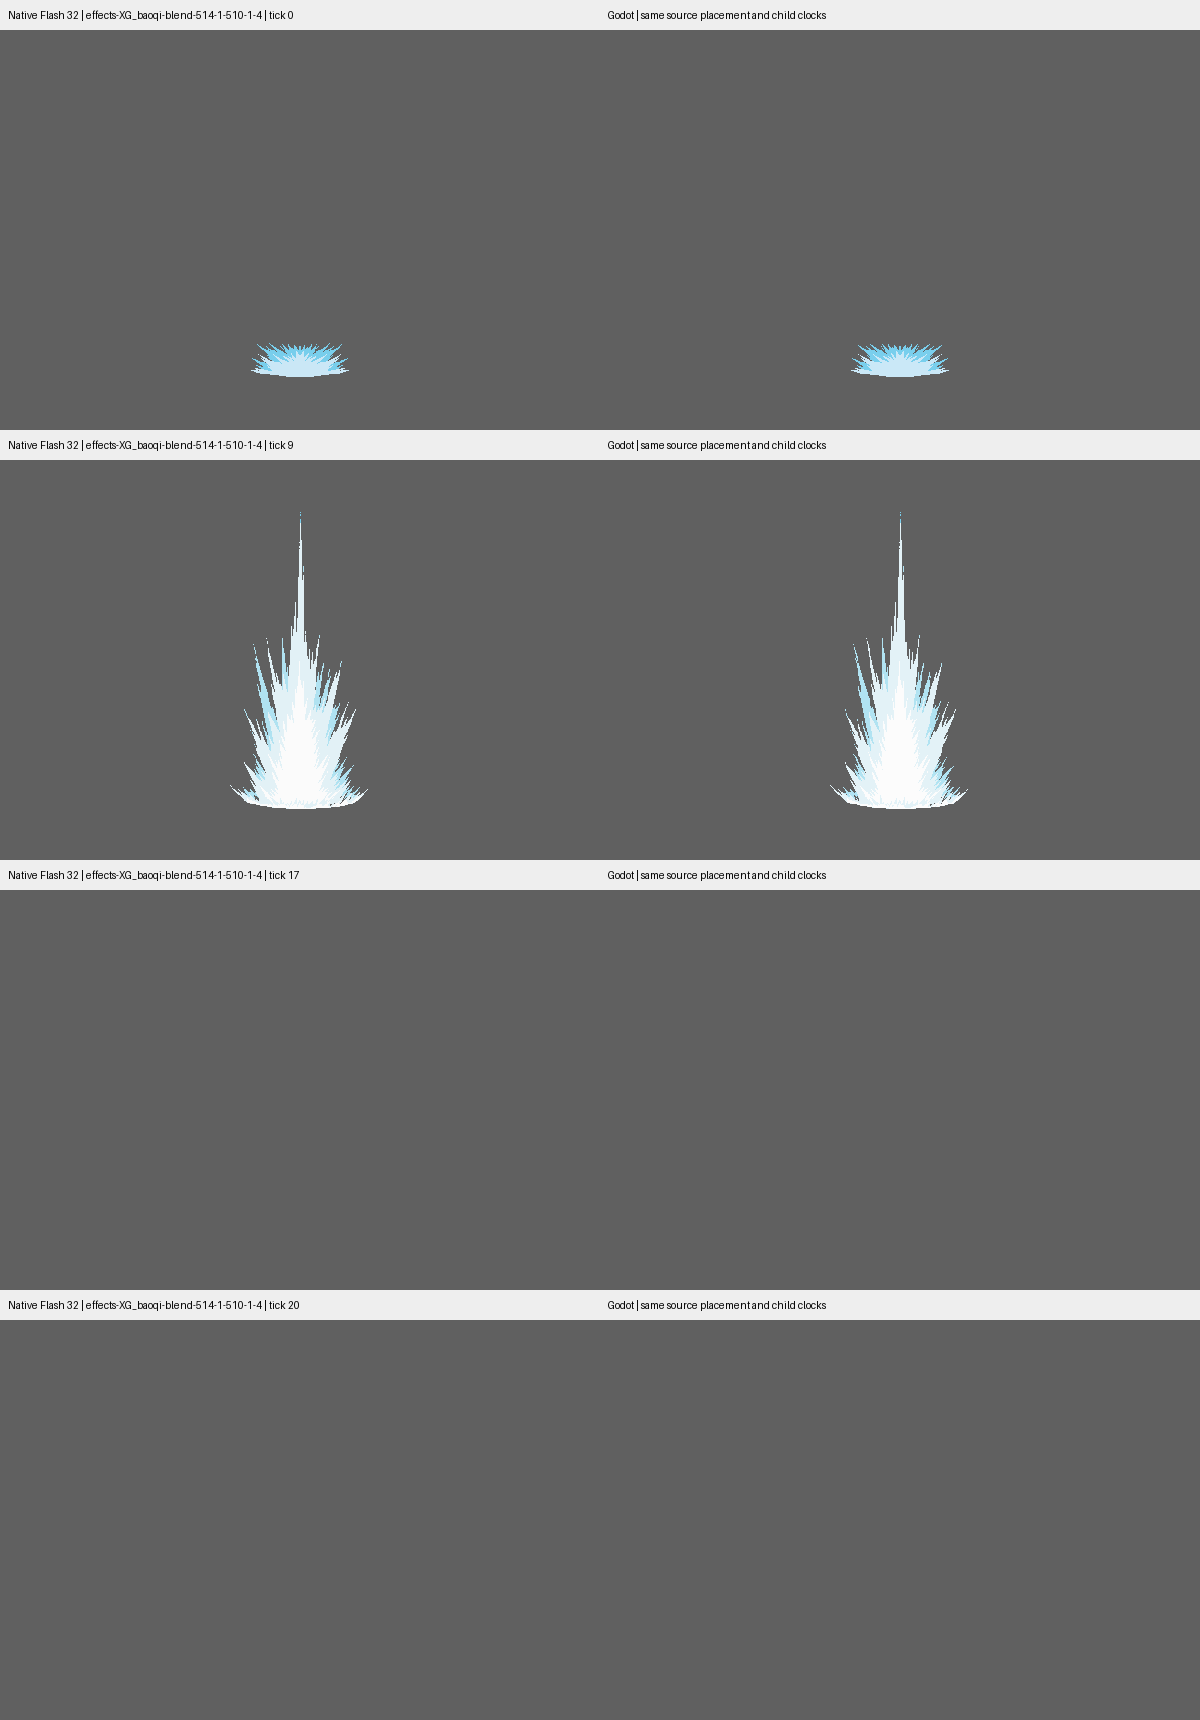 Native Flash 32 | effects-XG_baoqi-blend-514-1-510-1-4 | tick 0
Godot | same source placement and child clocks
Native Flash 32 | effects-XG_baoqi-blend-514-1-510-1-4 | tick 9
Godot | same source placement and child clocks
Native Flash 32 | effects-XG_baoqi-blend-514-1-510-1-4 | tick 17
Godot | same source placement and child clocks
Native Flash 32 | effects-XG_baoqi-blend-514-1-510-1-4 | tick 20
Godot | same source placement and child clocks